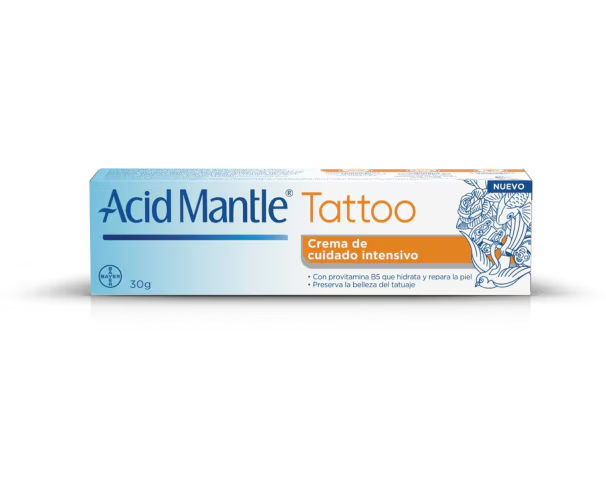 Acid Mantle® Tattoo
NUEVO
Crema de
cuidado intensivo
• Con provitamina B5 que hidrata y repara la piel
• Preserva la belleza del tatuaje
BAYER
30g